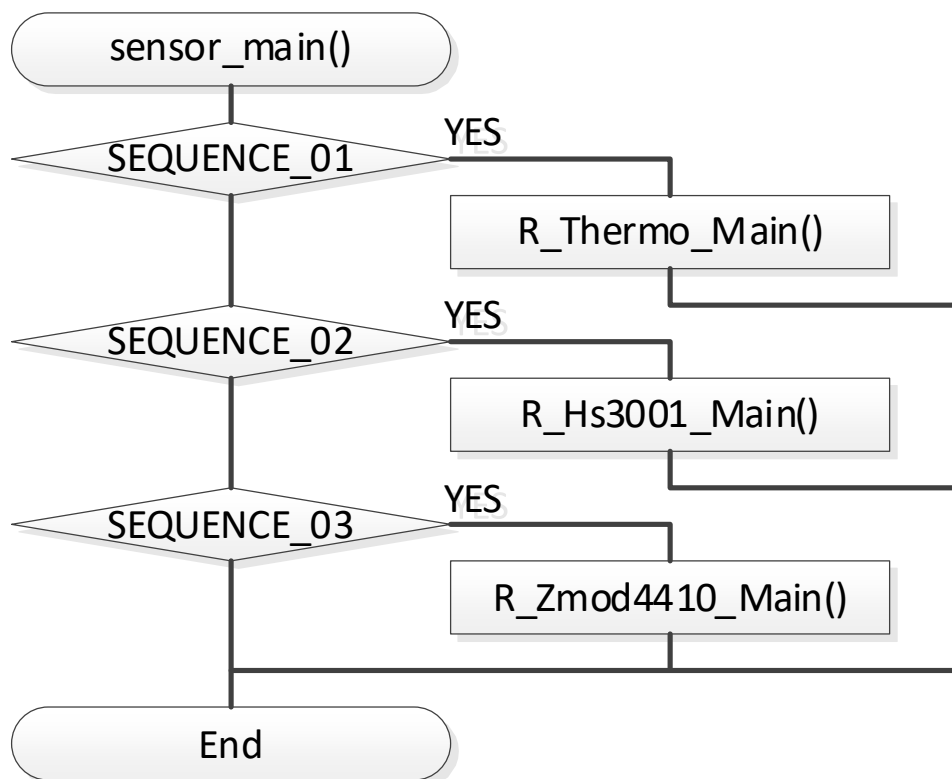 sensor_main()
YES
SEQUENCE_01
R_Thermo_Main()
YES
SEQUENCE_02
R_Hs3001_Main()
YES
SEQUENCE_03
R_Zmod4410_Main()
End